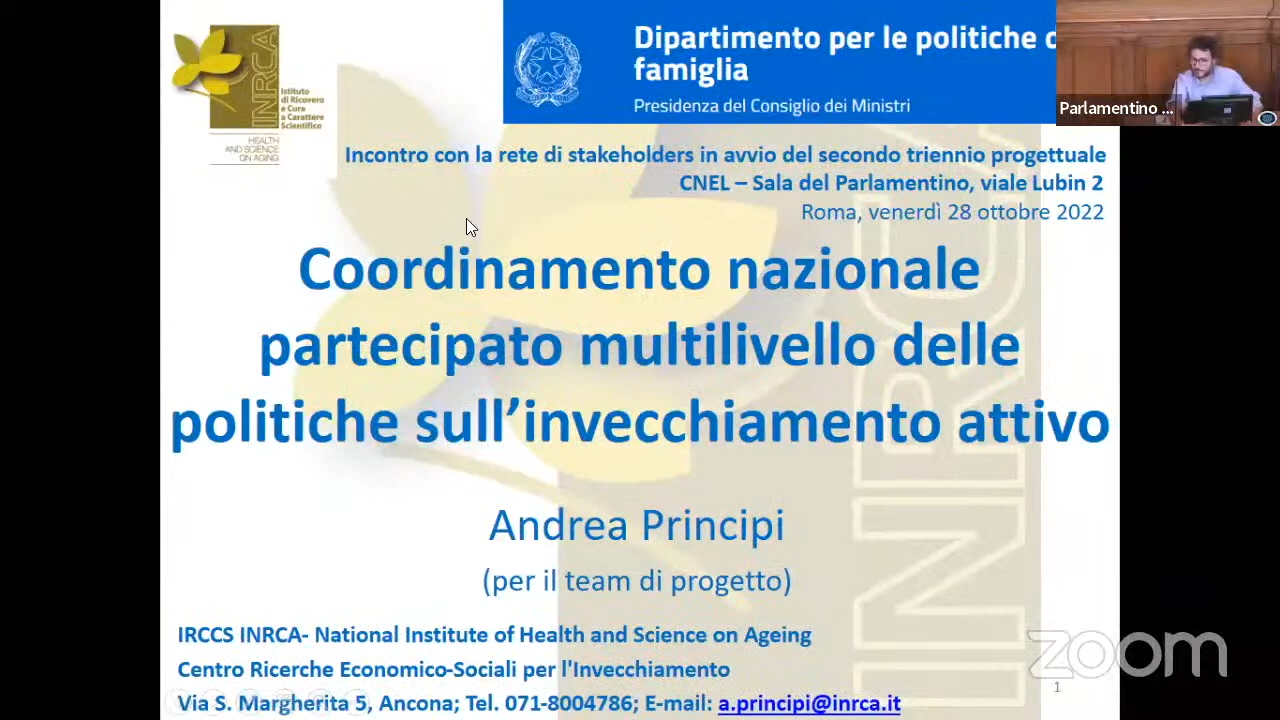 INRCA
Istituto
di Ricovero
e Cura
a Carattere
Scientifico
HEALTH
AND SCIENCE
ON AGING
Dipartimento per le politiche
famiglia
Presidenza del Consiglio dei Ministri
Parlamentino ...
Incontro con la rete di stakeholders in avvio del secondo triennio progettuale
CNEL – Sala del Parlamentino, viale Lubin 2
Roma, venerdì 28 ottobre 2022
Coordinamento nazionale
partecipato multilivello delle
politiche sull’invecchiamento attivo
Andrea Principi
(per il team di progetto)
IRCCS INRCA- National Institute of Health and Science on Ageing
Centro Ricerche Economico-Sociali per l'Invecchiamento
Via S. Margherita 5, Ancona; Tel. 071-8004786; E-mail: a.principi@inrca.it
INRCA
zoom
1